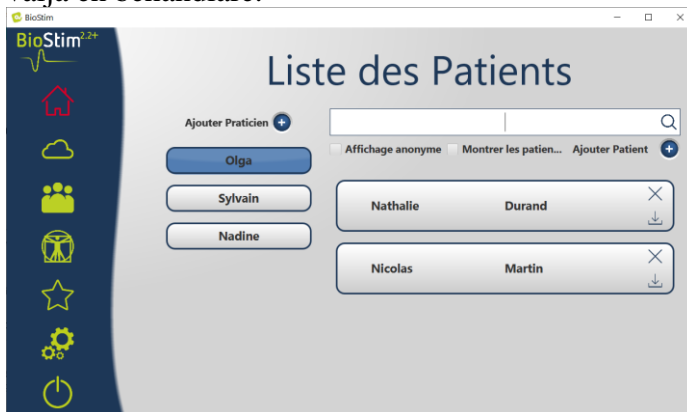 BioStim
BioStim 2.2+
Liste des Patients
Ajouter Praticien
Affichage anonyme Montrer les patien... Ajouter Patient
Olga
Sylvain
Nadine
Nathalie Durand
Nicolas Martin